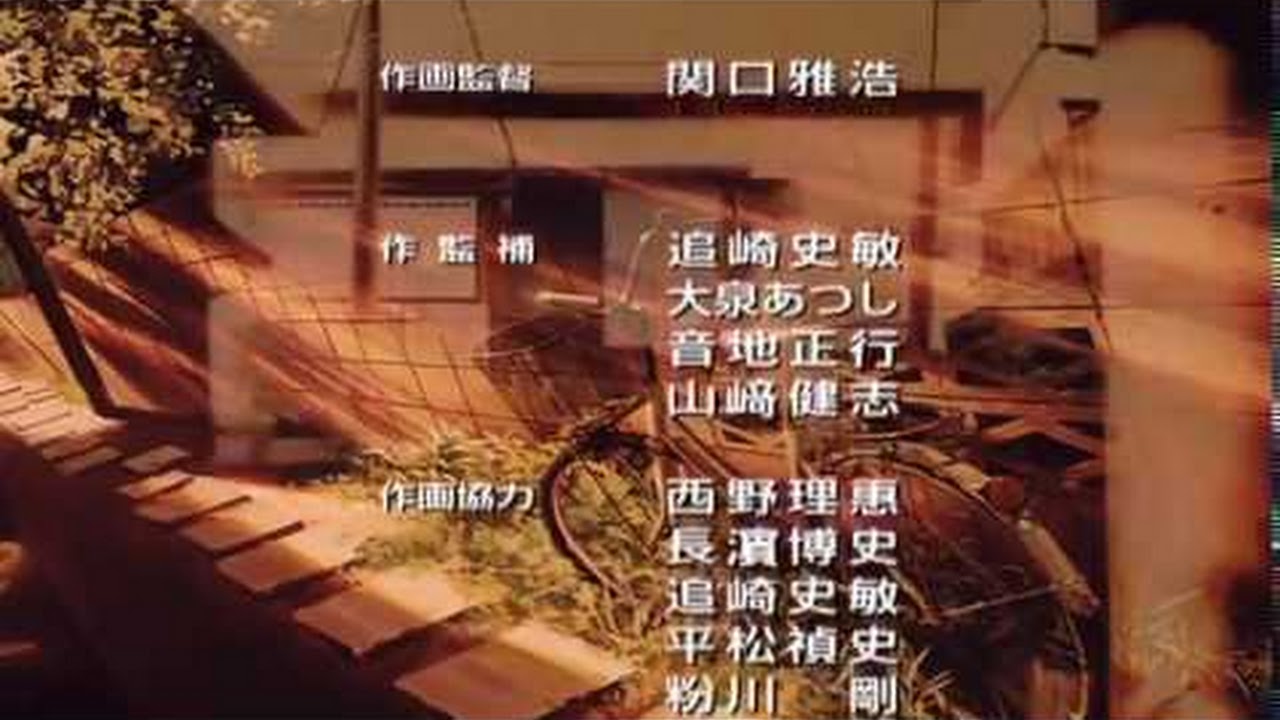 作画監督 関口雅浩
作監補 追崎史敏
大泉あつし
音地正行
山﨑健志
作画協力 西野理恵
長濵博史
追崎史敏
平松禎史
粉川 剛